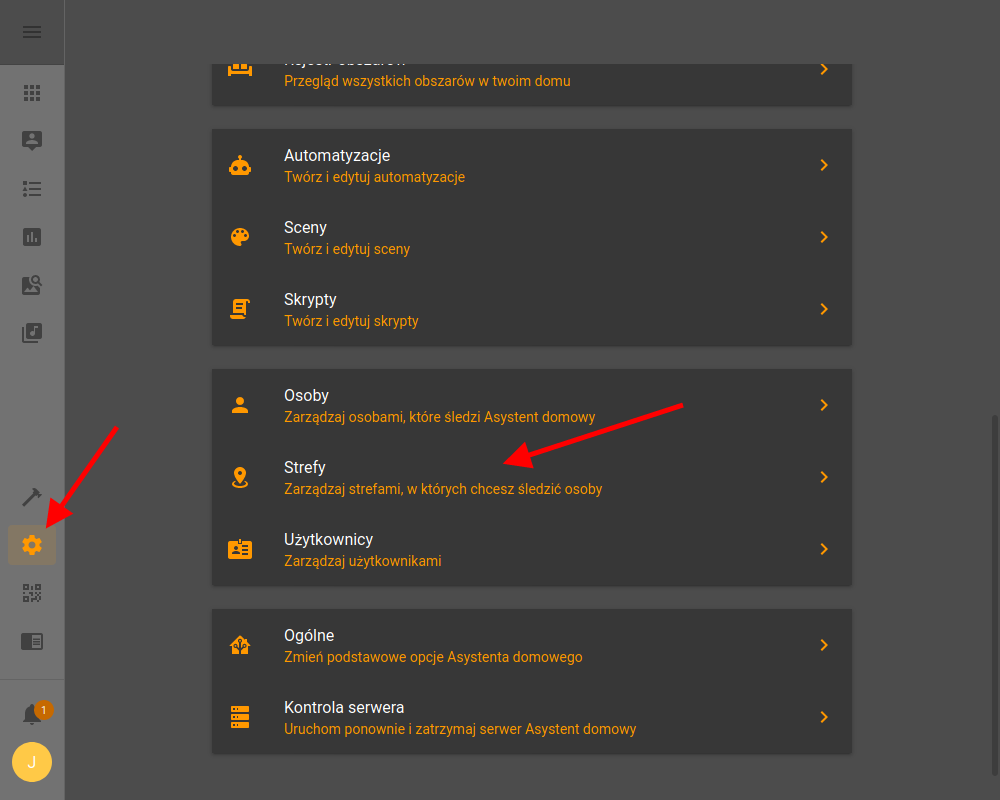 Przegląd wszystkich obszarów w twoim domu
Automatyzacje
Twórz i edytuj automatyzacje
Sceny
Twórz i edytuj sceny
Skrypty
Twórz i edytuj skrypty
Osoby
Zarządzaj osobami, które śledzi Asystent domowy
Strefy
Zarządzaj strefami, w których chcesz śledzić osoby
Użytkownicy
Zarządzaj użytkownikami
Ogólne
Zmień podstawowe opcje Asystenta domowego
Kontrola serwera
Uruchom ponownie i zatrzymaj serwer Asystent domowy
1
J